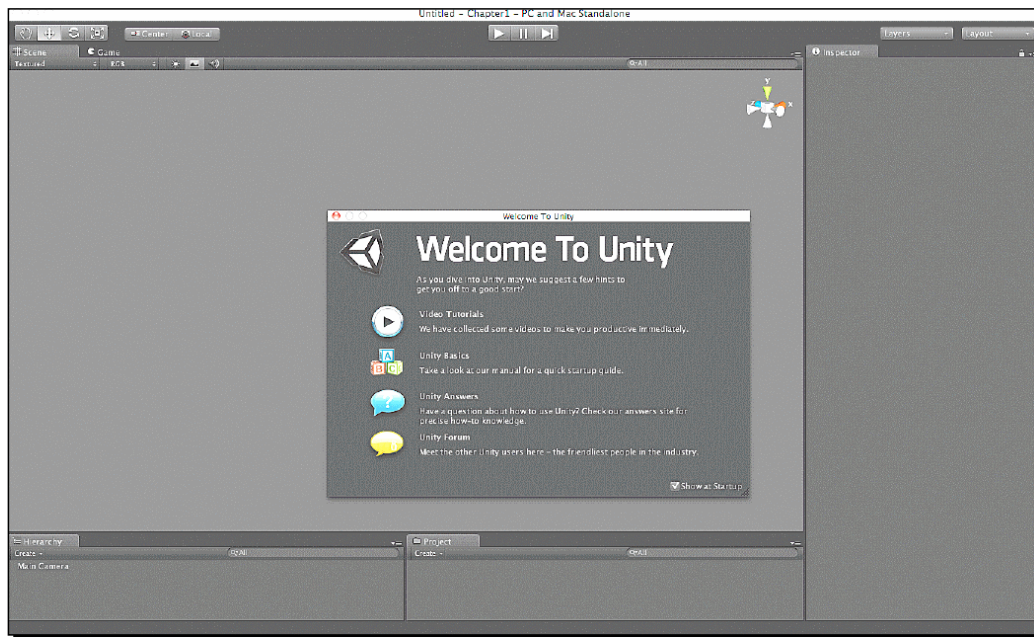 Untitled - Chapter1 - PC and Mac Standalone
Center Local
Layers Layout
Scene Game
Inspector
Textured RGB All
y
z x
Welcome To Unity
Welcome To Unity
As you dive into Unity, may we suggest a few hints to
get you off to a good start?
Video Tutorials
We have collected some videos to make you productive immediately.
A
B C
Unity Basics
Take a look at our manual for a quick startup guide.
?
Unity Answers
Have a question about how to use Unity? Check our answers site for
precise how-to knowledge.
Unity Forum
Meet the other Unity users here - the friendliest people in the industry.
Show at Startup
Hierarchy
Create All
Main Camera
Project
Create All